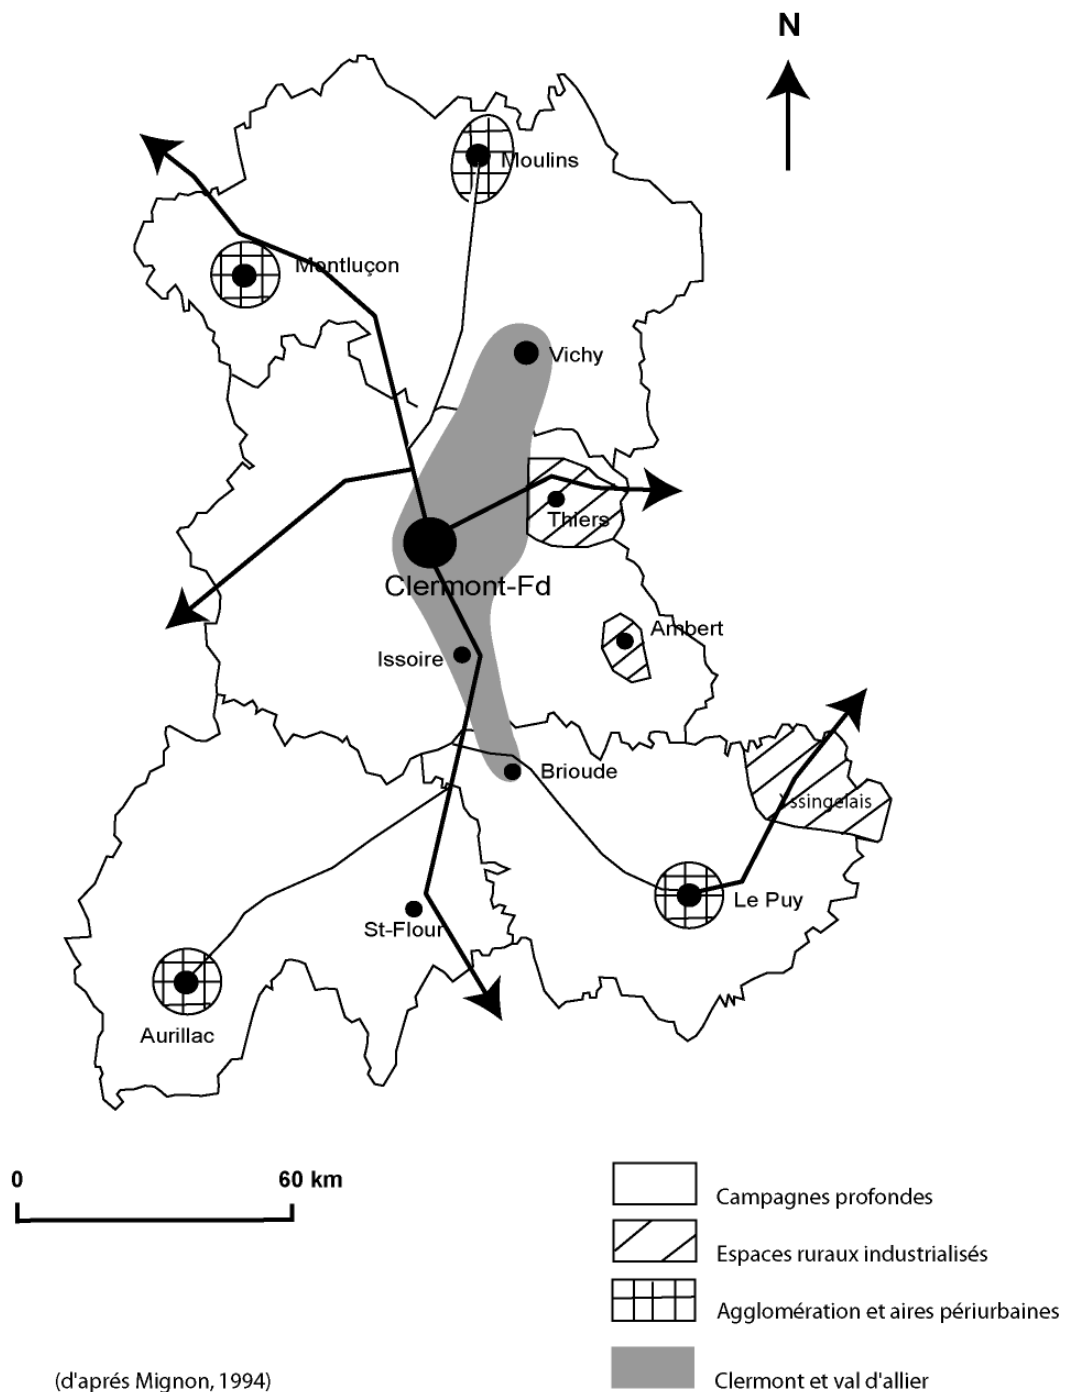 N
Moulins
Montluçon
Vichy
Thiers
Clermont-Fd
Ambert
Issoire
Brioude
Yssingelais
Le Puy
St-Flour
Aurillac
0 60 km
Campagnes profondes
Espaces ruraux industrialisés
Agglomération et aires périurbaines
Clermont et val d'allier
(d'aprés Mignon, 1994)